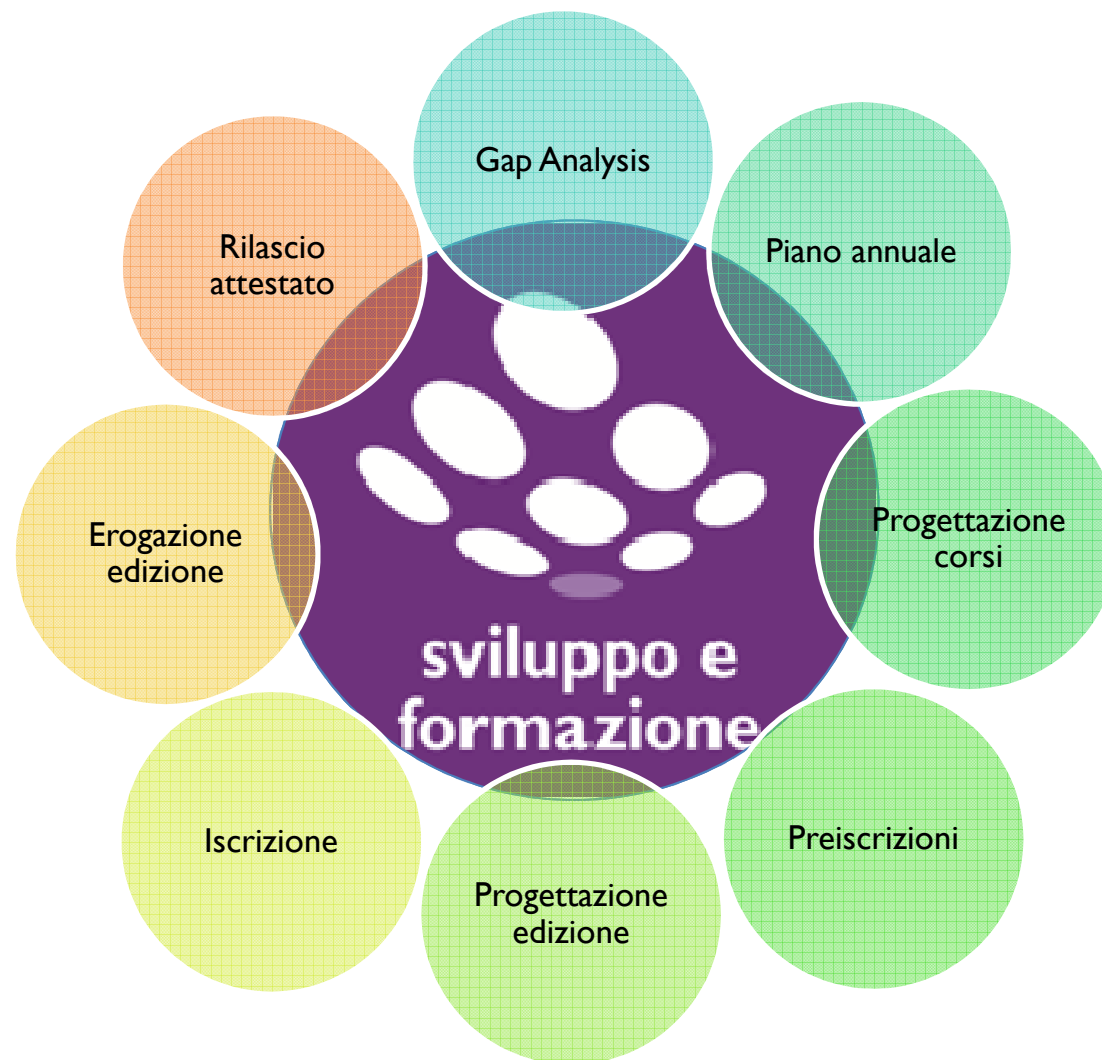 Gap Analysis
Piano annuale
Progettazione
corsi
Preiscrizioni
Progettazione
edizione
Iscrizione
Erogazione
edizione
Rilascio
attestato
sviluppo e
formazione